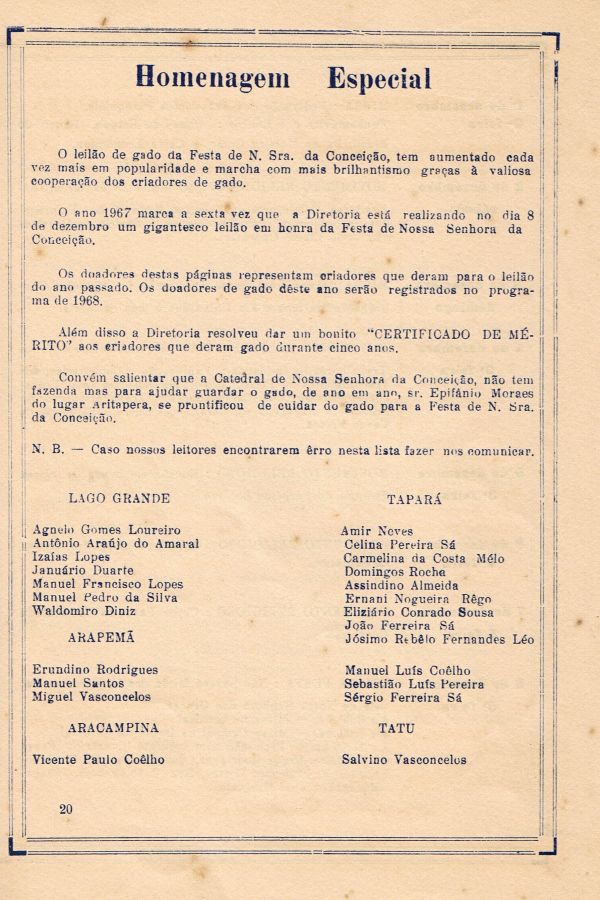 Homenagem Especial
O leilão de gado da Festa de N. Sra. da Conceição, tem aumentado cada
vez mais em popularidade e marcha com mais brilhantismo graças à valiosa
cooperação dos criadores de gado.
O ano 1967 marca a sexta vez que a Diretoria está realizando no dia 8
de dezembro um gigantesco leilão em honra da Festa de Nossa Senhora da
Conceição.
Os doadores destas páginas representam criadores que deram para o leilão
do ano passado. Os doadores de gado dêste ano serão registrados no progra-
ma de 1968.
Além disso a Diretoria resolveu dar um bonito "CERTIFICADO DE MÉ-
RITO" aos criadores que deram gado durante cinco anos.
Convém salientar que a Catedral de Nossa Senhora da Conceição, não tem
fazenda mas para ajudar guardar o gado, de ano em ano, sr. Epifânio Moraes
do lugar Aritapera, se prontificou de cuidar do gado para a Festa de N. Sra.
da Conceição.
N. B. — Caso nossos leitores encontrarem êrro nesta lista fazer nos comunicar.
LAGO GRANDE
Agnelo Gomes Loureiro
Antônio Araújo do Amaral
Izaías Lopes
Januário Duarte
Manuel Francisco Lopes
Manuel Pedro da Silva
Waldomiro Diniz
ARAPEMÃ
Erundino Rodrigues
Manuel Santos
Miguel Vasconcelos
ARACAMPINA
Vicente Paulo Coêlho
TAPARÁ
Amir Neves
Celina Pereira Sá
Carmelina da Costa Mélo
Domingos Rocha
Assindino Almeida
Ernani Nogueira Rêgo
Eliziário Conrado Sousa
João Ferreira Sá
Jósimo Rebêlo Fernandes Léo
Manuel Luís Coêlho
Sebastião Luís Pereira
Sérgio Ferreira Sá
TATU
Salvino Vasconcelos
20